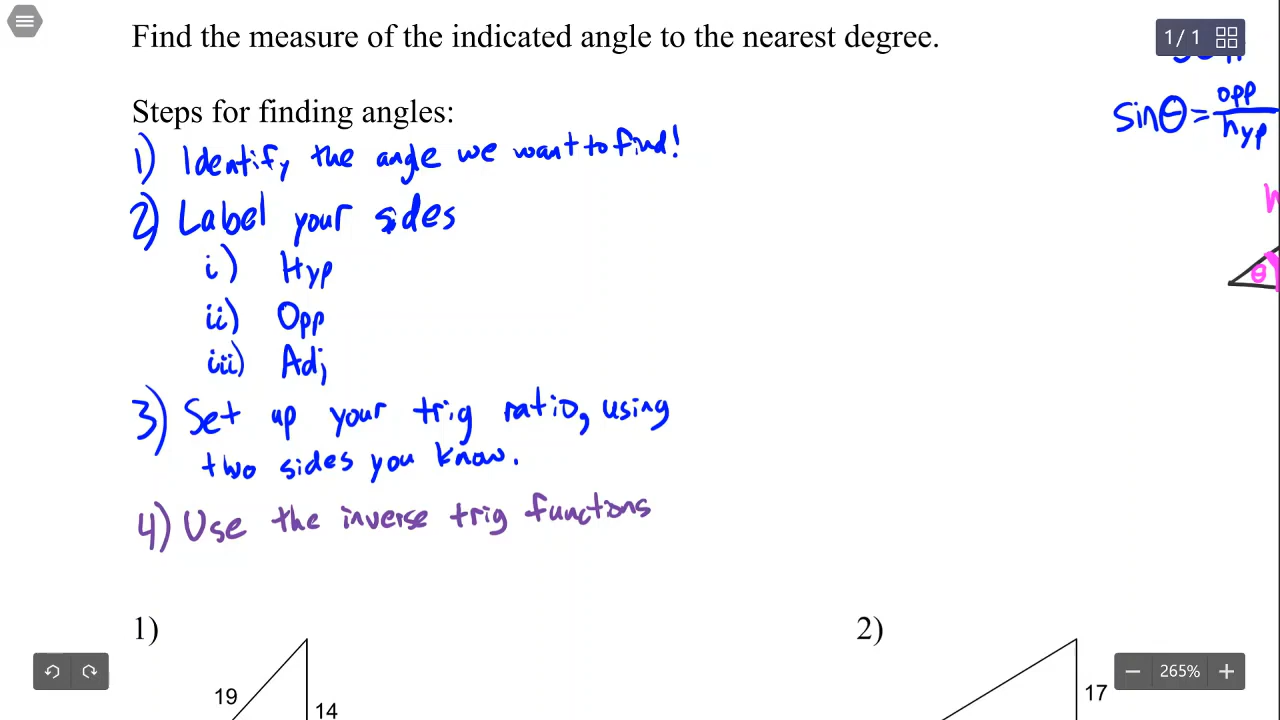 Find the measure of the indicated angle to the nearest degree.
1/1
sinθ = opp/hyp
Steps for finding angles:
1) Identify the angle we want to find!
2) Label your sides
i) Hyp
ii) Opp
iii) Adj
3) Set up your trig ratio, using
two sides you know.
4) Use the inverse trig functions
θ
1)
19
14
2)
17
265%